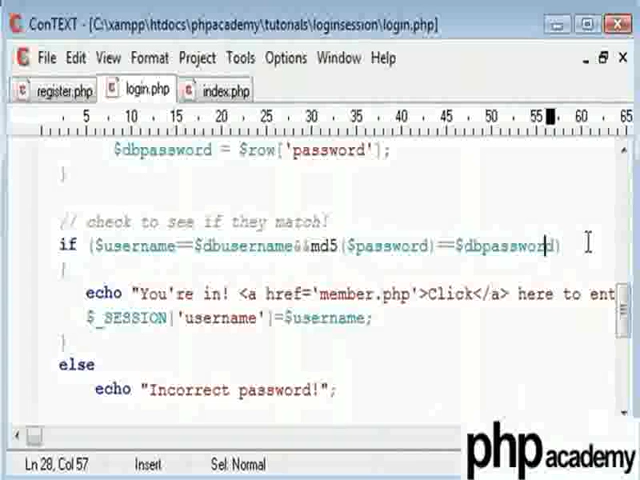 ConTEXT - [C:\xampp\htdocs\phpacademy\tutorials\loginsession\login.php]
File Edit View Format Project Tools Options Window Help
register.php login.php index.php
5 10 15 20 25 30 35 40 45 50 55 60 65
$dbpassword = $row['password'];
}
// check to see if they match!
if ($username==$dbusername&&md5($password)==$dbpassword)
{
echo "You're in! <a href='member.php'>Click</a> here to ent
$_SESSION['username']=$username;
}
else
echo "Incorrect password!";
Ln 28, Col 57 Insert Sel: Normal
php academy